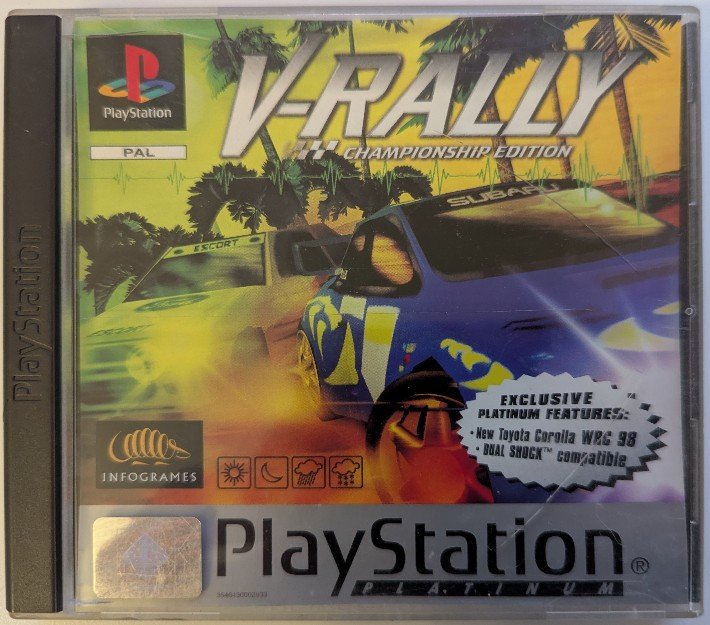 PlayStation
PlayStation
PAL
V-RALLY
CHAMPIONSHIP EDITION
SUBARU
ESCORT
EXCLUSIVE
PLATINUM FEATURES:
· New Toyota Corolla WRC 98
· DUAL SHOCK™ compatible
INFOGRAMES
PlayStation®
PLATINUM